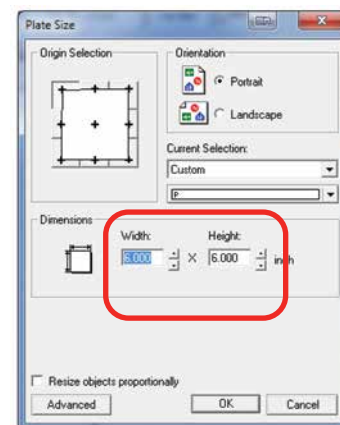 Plate Size
Origin Selection
Orientation
Portrait
Landscape
Current Selection:
Custom
P
Dimensions
Width:
Height:
6.000 X 6.000 inch
Resize objects proportionally
Advanced
OK
Cancel